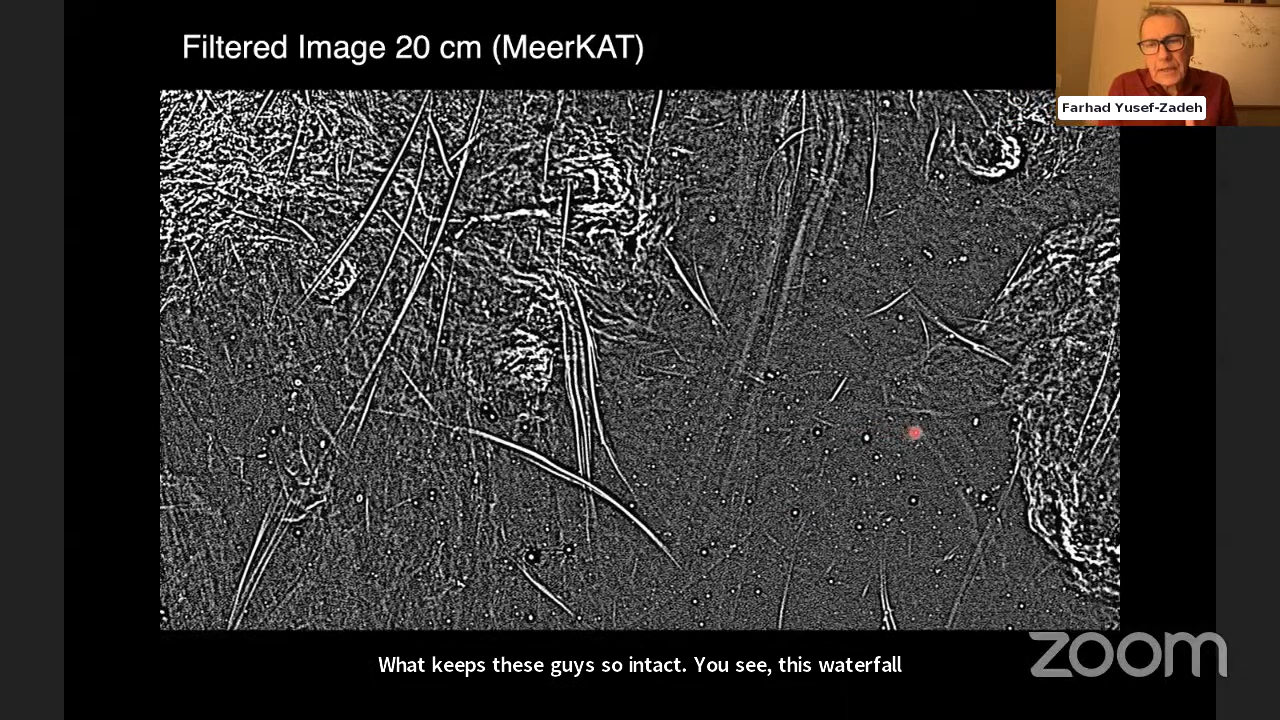 Filtered Image 20 cm (MeerKAT)
Farhad Yusef-Zadeh
What keeps these guys so intact. You see, this waterfall
zoom